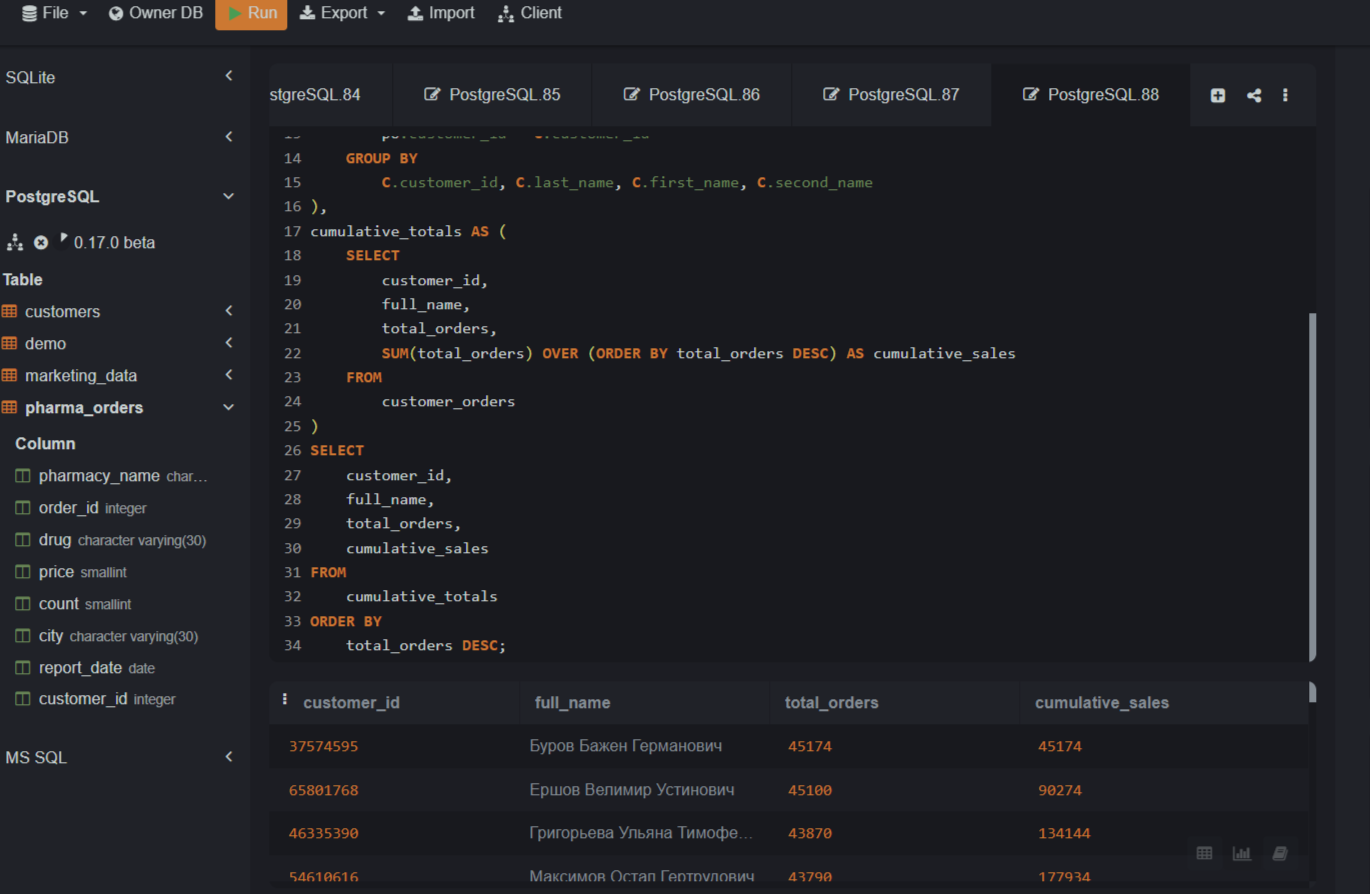 File Owner DB Run Export Import Client
SQLite
MariaDB
PostgreSQL
0.17.0 beta
Table
customers
demo
marketing_data
pharma_orders
Column
pharmacy_name char…
order_id integer
drug character varying(30)
price smallint
count smallint
city character varying(30)
report_date date
customer_id integer
MS SQL
stgreSQL.84 PostgreSQL.85 PostgreSQL.86 PostgreSQL.87 PostgreSQL.88
14 GROUP BY
15 C.customer_id, C.last_name, C.first_name, C.second_name
16 ),
17 cumulative_totals AS (
18 SELECT
19 customer_id,
20 full_name,
21 total_orders,
22 SUM(total_orders) OVER (ORDER BY total_orders DESC) AS cumulative_sales
23 FROM
24 customer_orders
25 )
26 SELECT
27 customer_id,
28 full_name,
29 total_orders,
30 cumulative_sales
31 FROM
32 cumulative_totals
33 ORDER BY
34 total_orders DESC;
customer_id full_name total_orders cumulative_sales
37574595 Буров Бажен Германович 45174 45174
65801768 Ершов Велимир Устинович 45100 90274
46335390 Григорьева Ульяна Тимофе… 43870 134144
54610616 Максимов Остап Гертрудович 43790 177934